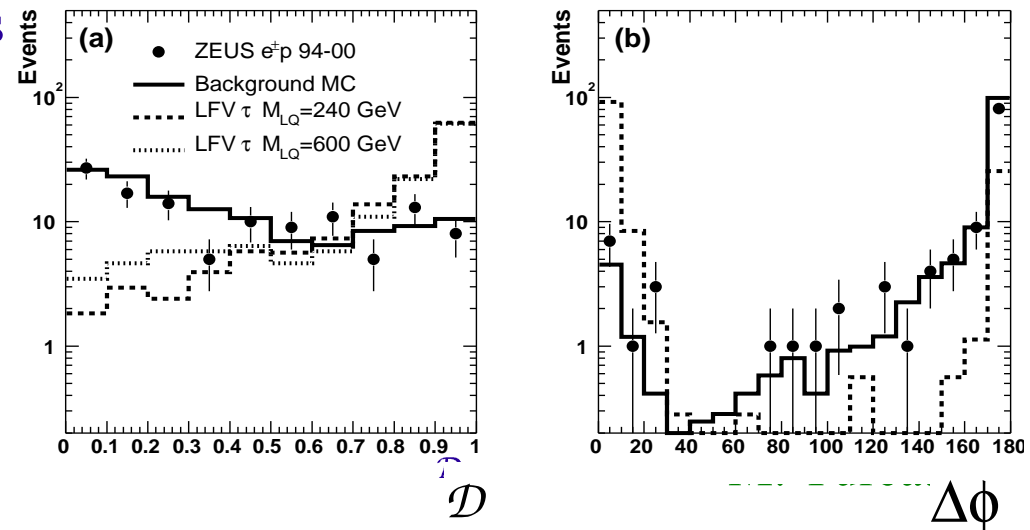 Events
(a)
ZEUS e±p 94-00
Background MC
LFV τ M_LQ=240 GeV
LFV τ M_LQ=600 GeV
10²
10
1
0 0.1 0.2 0.3 0.4 0.5 0.6 0.7 0.8 0.9 1
𝒟
Events
(b)
10²
10
1
0 20 40 60 80 100 120 140 160 180
Δϕ